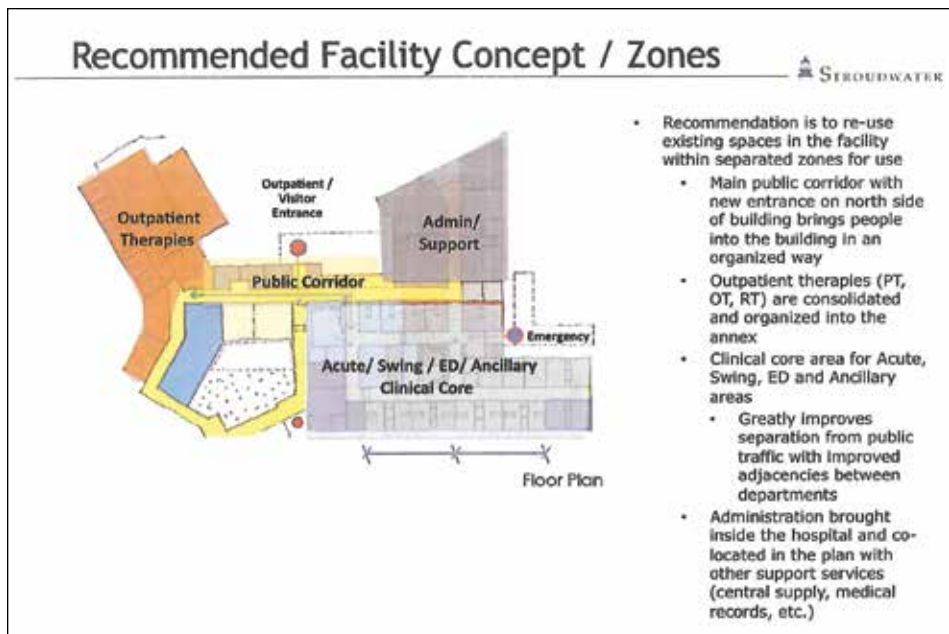 Recommended Facility Concept / Zones
STROUDWATER
Outpatient /
Visitor
Entrance
Outpatient
Therapies
Admin/
Support
Public Corridor
Emergency
Acute/ Swing / ED/ Ancillary
Clinical Core
Floor Plan
• Recommendation is to re-use
existing spaces in the facility
within separated zones for use
• Main public corridor with
new entrance on north side
of building brings people
into the building in an
organized way
• Outpatient therapies (PT,
OT, RT) are consolidated
and organized into the
annex
• Clinical core area for Acute,
Swing, ED and Ancillary
areas
• Greatly improves
separation from public
traffic with improved
adjacencies between
departments
• Administration brought
inside the hospital and co-
located in the plan with
other support services
(central supply, medical
records, etc.)